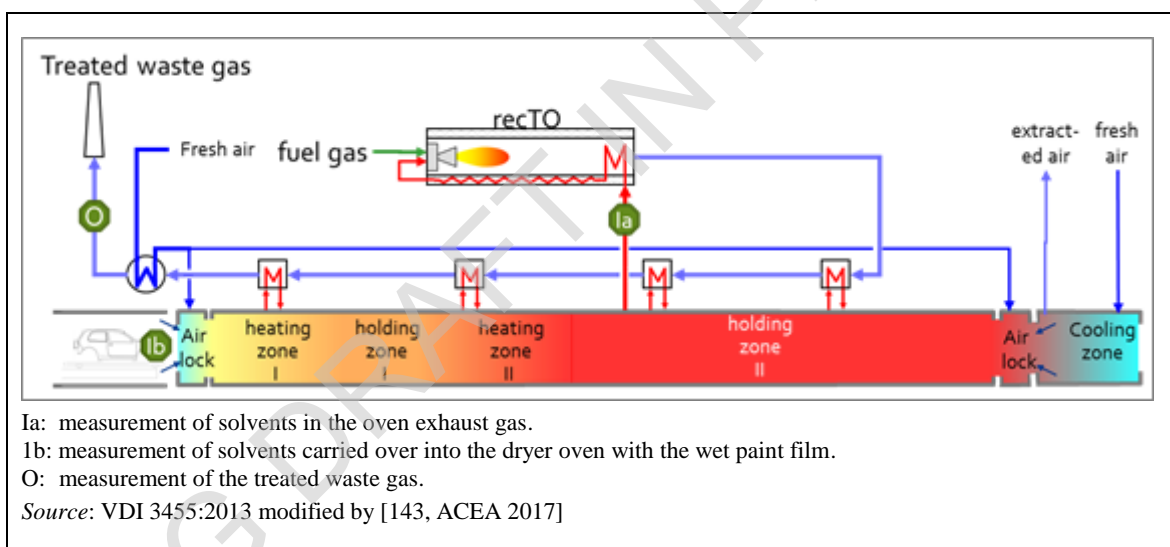 Treated waste gas
recTO
Fresh air
fuel gas
extract-
ed air
fresh
air
O
Ia
Ib
Air
lock
heating
zone
I
holding
zone
I
heating
zone
II
holding
zone
II
Air
lock
Cooling
zone
Ia: measurement of solvents in the oven exhaust gas.
1b: measurement of solvents carried over into the dryer oven with the wet paint film.
O: measurement of the treated waste gas.
Source: VDI 3455:2013 modified by [143, ACEA 2017]
G DRAFT IN P